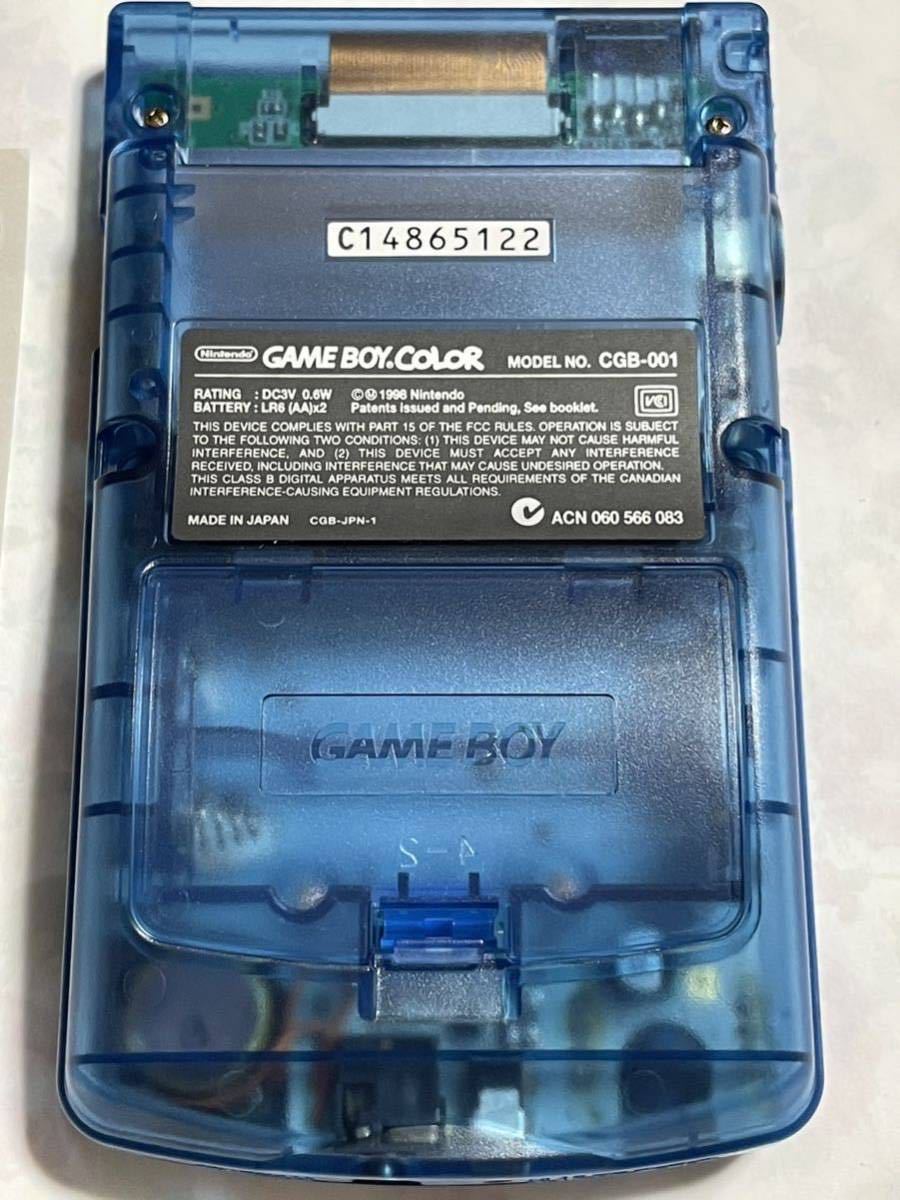 C14865122
Nintendo GAME BOY COLOR MODEL NO. CGB-001
RATING : DC3V 0.6W ©Ⓜ1998 Nintendo
BATTERY : LR6 (AA)x2 Patents Issued and Pending, See booklet.
VCI
THIS DEVICE COMPLIES WITH PART 15 OF THE FCC RULES. OPERATION IS SUBJECT
TO THE FOLLOWING TWO CONDITIONS: (1) THIS DEVICE MAY NOT CAUSE HARMFUL
INTERFERENCE, AND (2) THIS DEVICE MUST ACCEPT ANY INTERFERENCE
RECEIVED, INCLUDING INTERFERENCE THAT MAY CAUSE UNDESIRED OPERATION.
THIS CLASS B DIGITAL APPARATUS MEETS ALL REQUIREMENTS OF THE CANADIAN
INTERFERENCE-CAUSING EQUIPMENT REGULATIONS.
MADE IN JAPAN CGB-JPN-1 ACN 060 566 083
GAME BOY
4-2